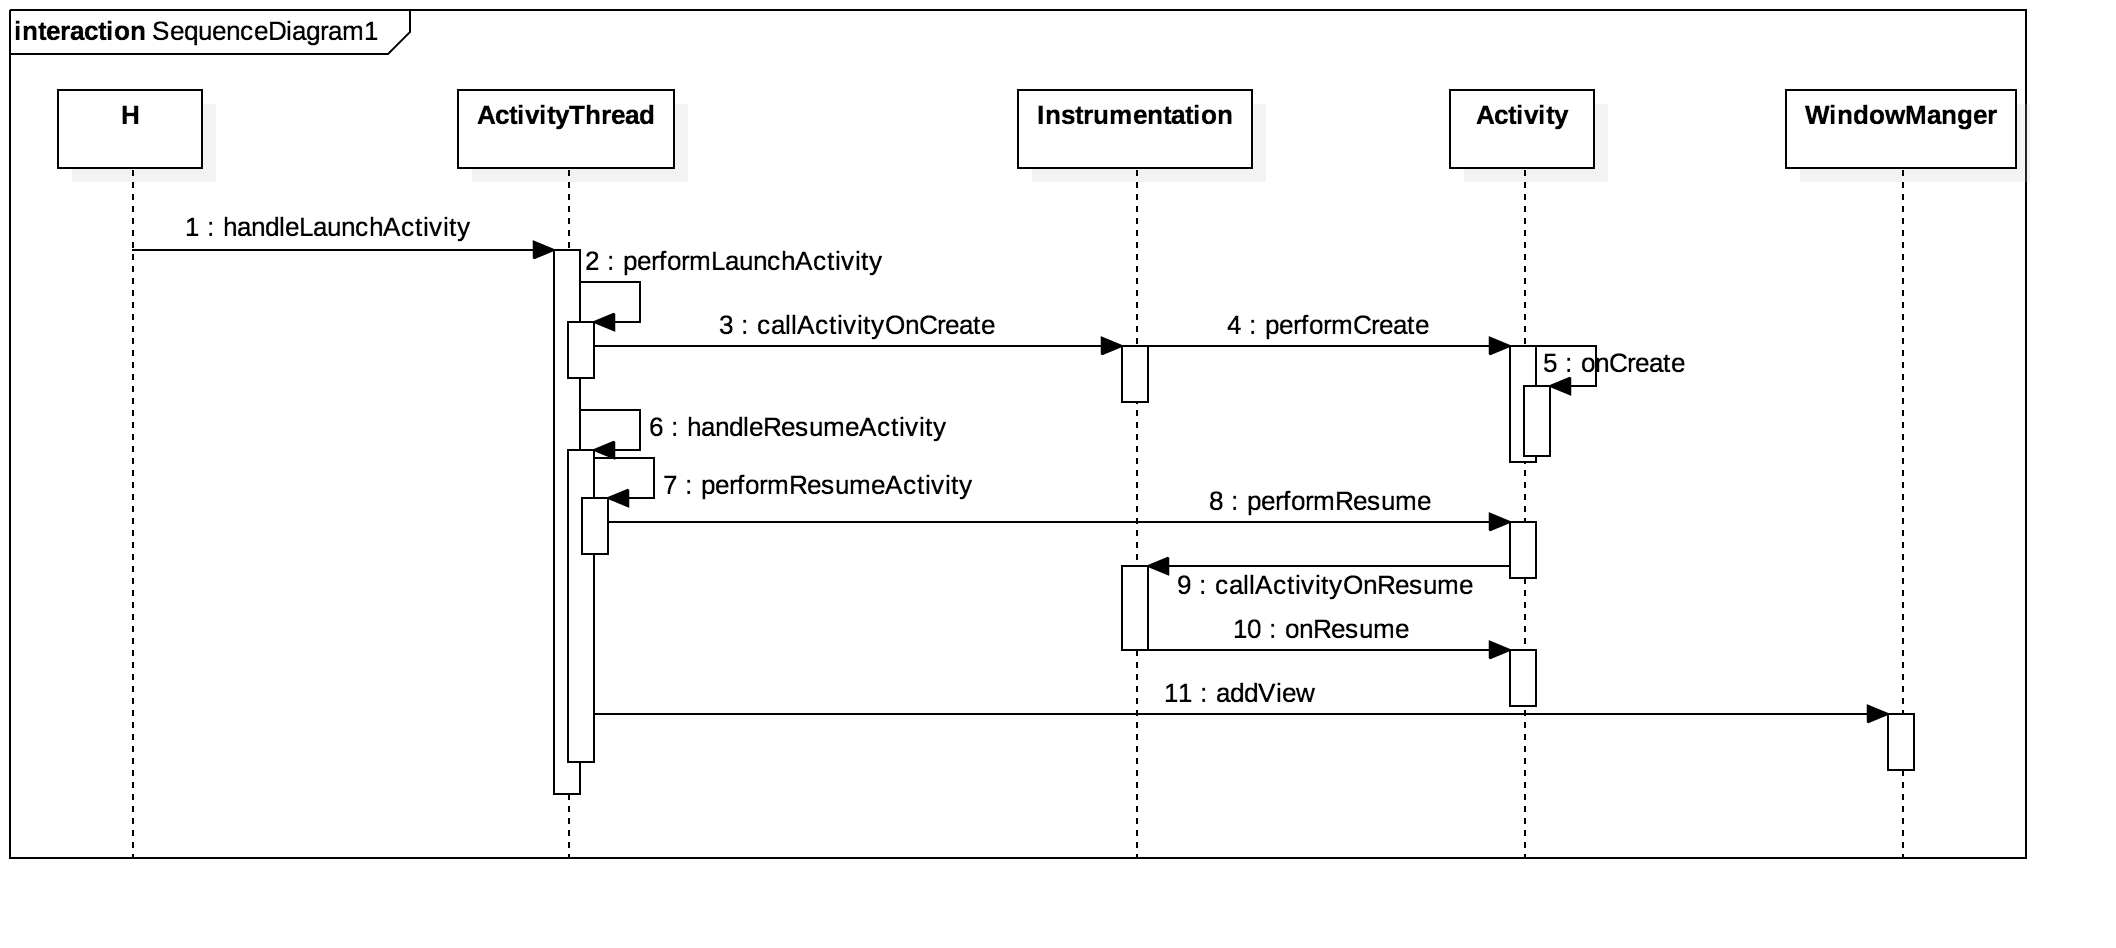 interaction SequenceDiagram1
H
ActivityThread
Instrumentation
Activity
WindowManger
1 : handleLaunchActivity
2 : performLaunchActivity
3 : callActivityOnCreate
4 : performCreate
5 : onCreate
6 : handleResumeActivity
7 : performResumeActivity
8 : performResume
9 : callActivityOnResume
10 : onResume
11 : addView